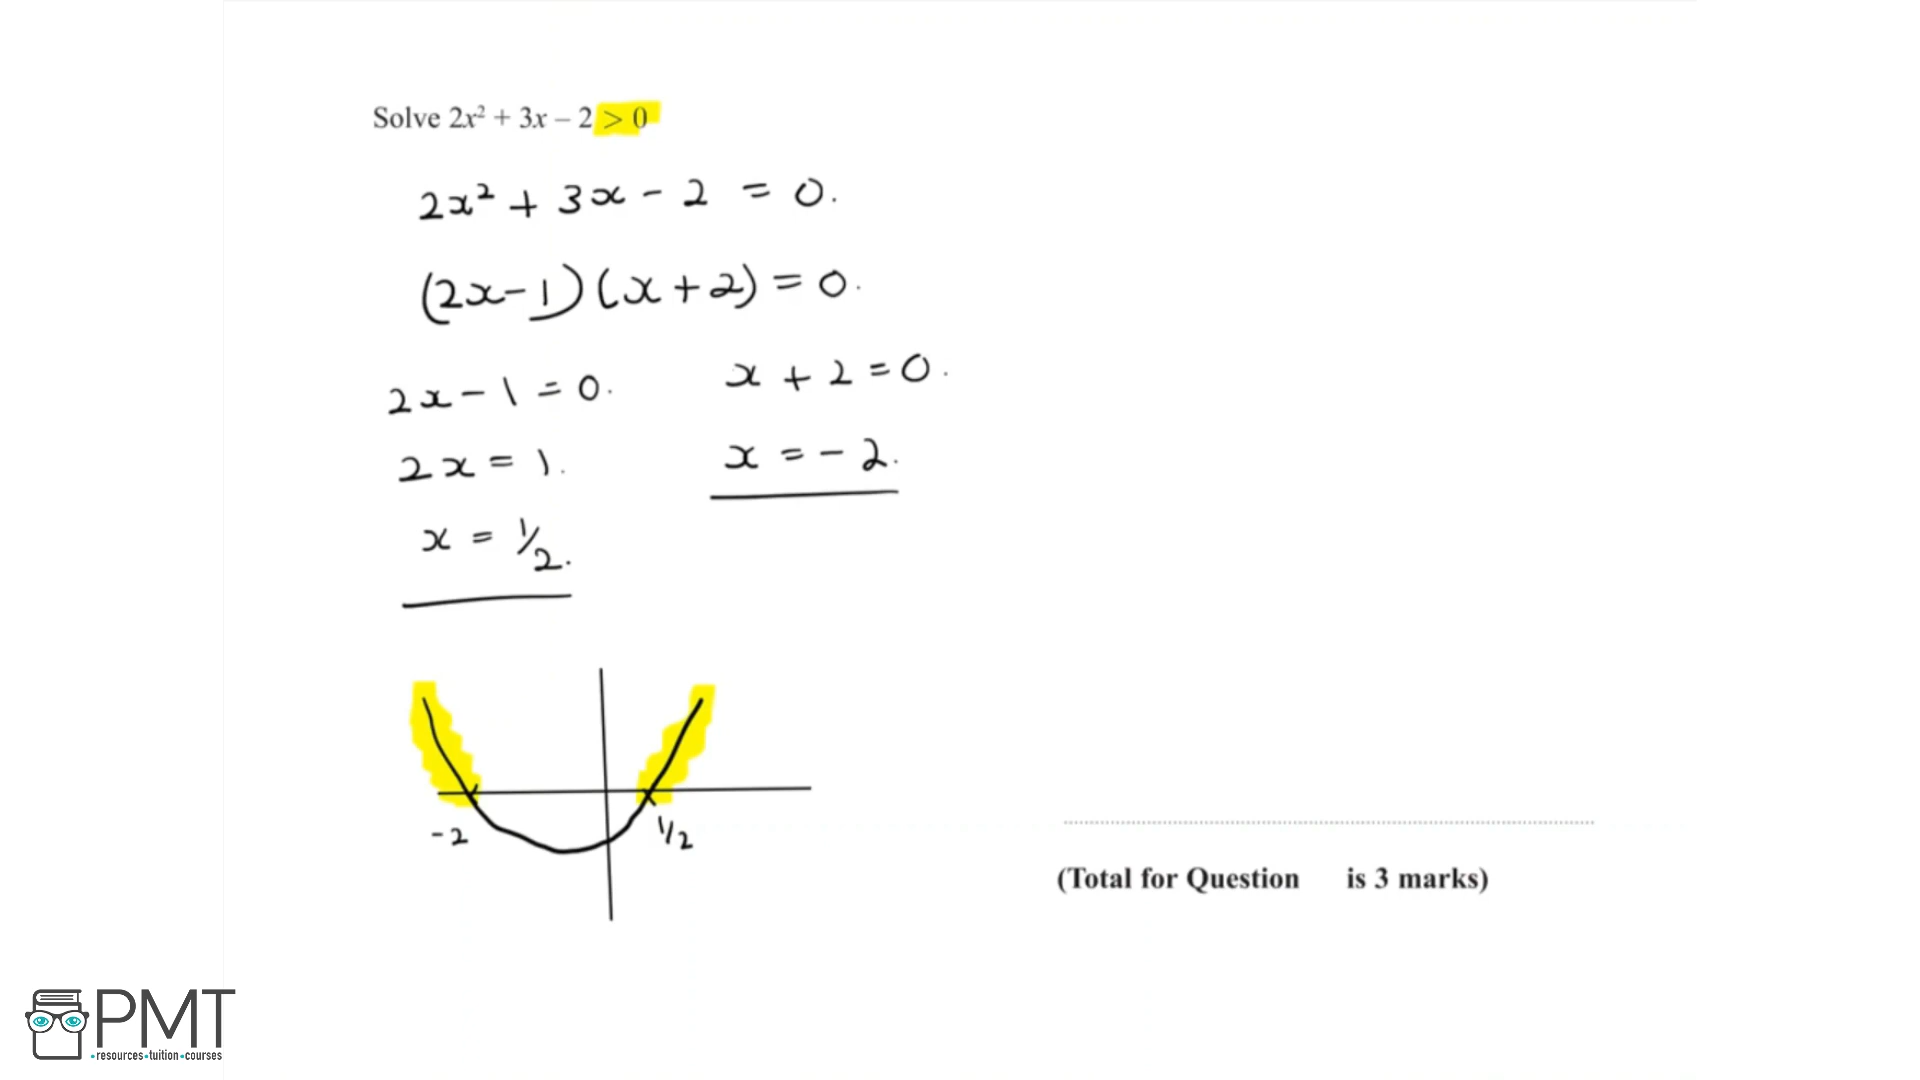 Solve 2x² + 3x – 2 > 0
2x² + 3x - 2 = 0.
(2x-1)(x+2) = 0.
2x - 1 = 0. x + 2 = 0.
2x = 1. x = -2.
x = 1/2.
-2 1/2
(Total for Question is 3 marks)
PMT
•resources•tuition•courses